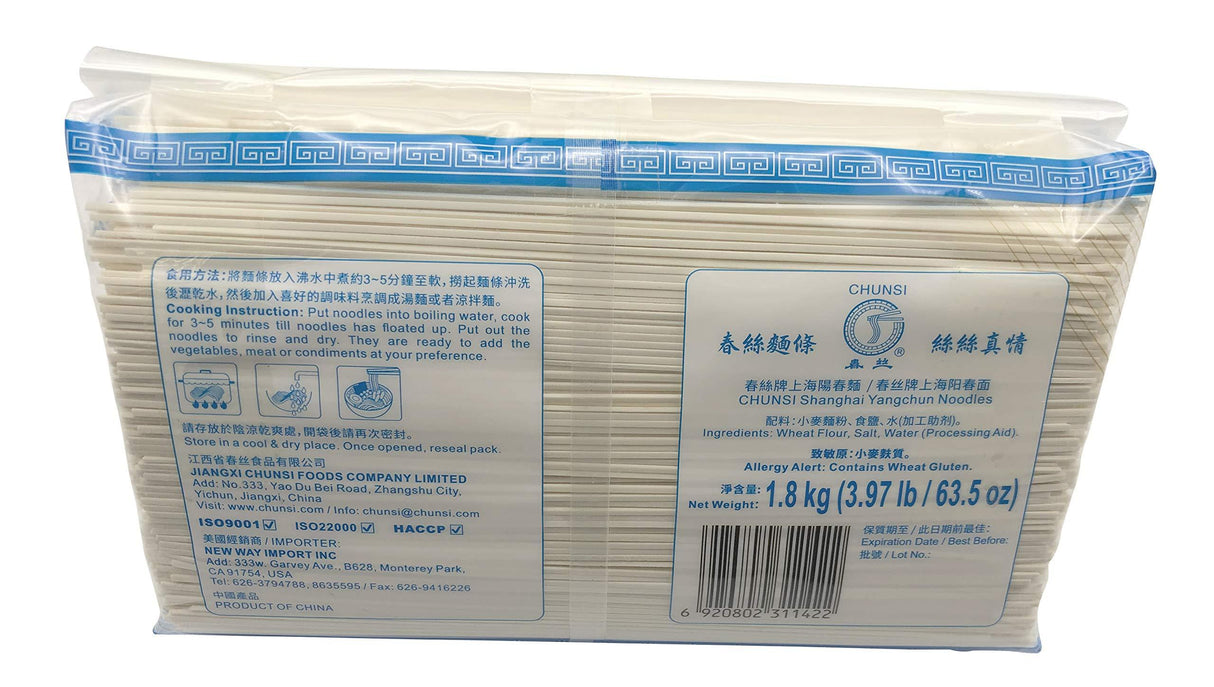 食用方法：將麵條放入沸水中煮約3~5分鐘至軟，撈起麵條沖洗
後瀝乾水，然後加入喜好的調味料烹調成湯麵或者涼拌麵。
Cooking Instruction: Put noodles into boiling water, cook
for 3~5 minutes till noodles has floated up. Put out the
noodles to rinse and dry. They are ready to add the
vegetables, meat or condiments at your preference.
請存放於陰涼乾爽處，開袋後請再次密封。
Store in a cool & dry place. Once opened, reseal pack.
江西省春丝食品有限公司
JIANGXI CHUNSI FOODS COMPANY LIMITED
Add: No.333, Yao Du Bei Road, Zhangshu City,
Yichun, Jiangxi, China
Visit: www.chunsi.com / Info: chunsi@chunsi.com
ISO9001 ☑ ISO22000 ☑ HACCP ☑
美國經銷商 / IMPORTER:
NEW WAY IMPORT INC
Add: 333w. Garvey Ave., B628, Monterey Park,
CA 91754, USA
Tel: 626-3794788, 8635595 / Fax: 626-9416226
中國產品
PRODUCT OF CHINA
CHUNSI
春絲麵條 春丝® 絲絲真情
春絲牌上海陽春麵 / 春丝牌上海阳春面
CHUNSI Shanghai Yangchun Noodles
配料：小麥麵粉、食鹽、水(加工助剂)。
Ingredients: Wheat Flour, Salt, Water (Processing Aid).
致敏原：小麥麩質。
Allergy Alert: Contains Wheat Gluten.
淨含量：
Net Weight: 1.8 kg (3.97 lb / 63.5 oz)
保質期至 / 此日期前最佳：
Expiration Date / Best Before:
批號 / Lot No.:
6 920802 311422